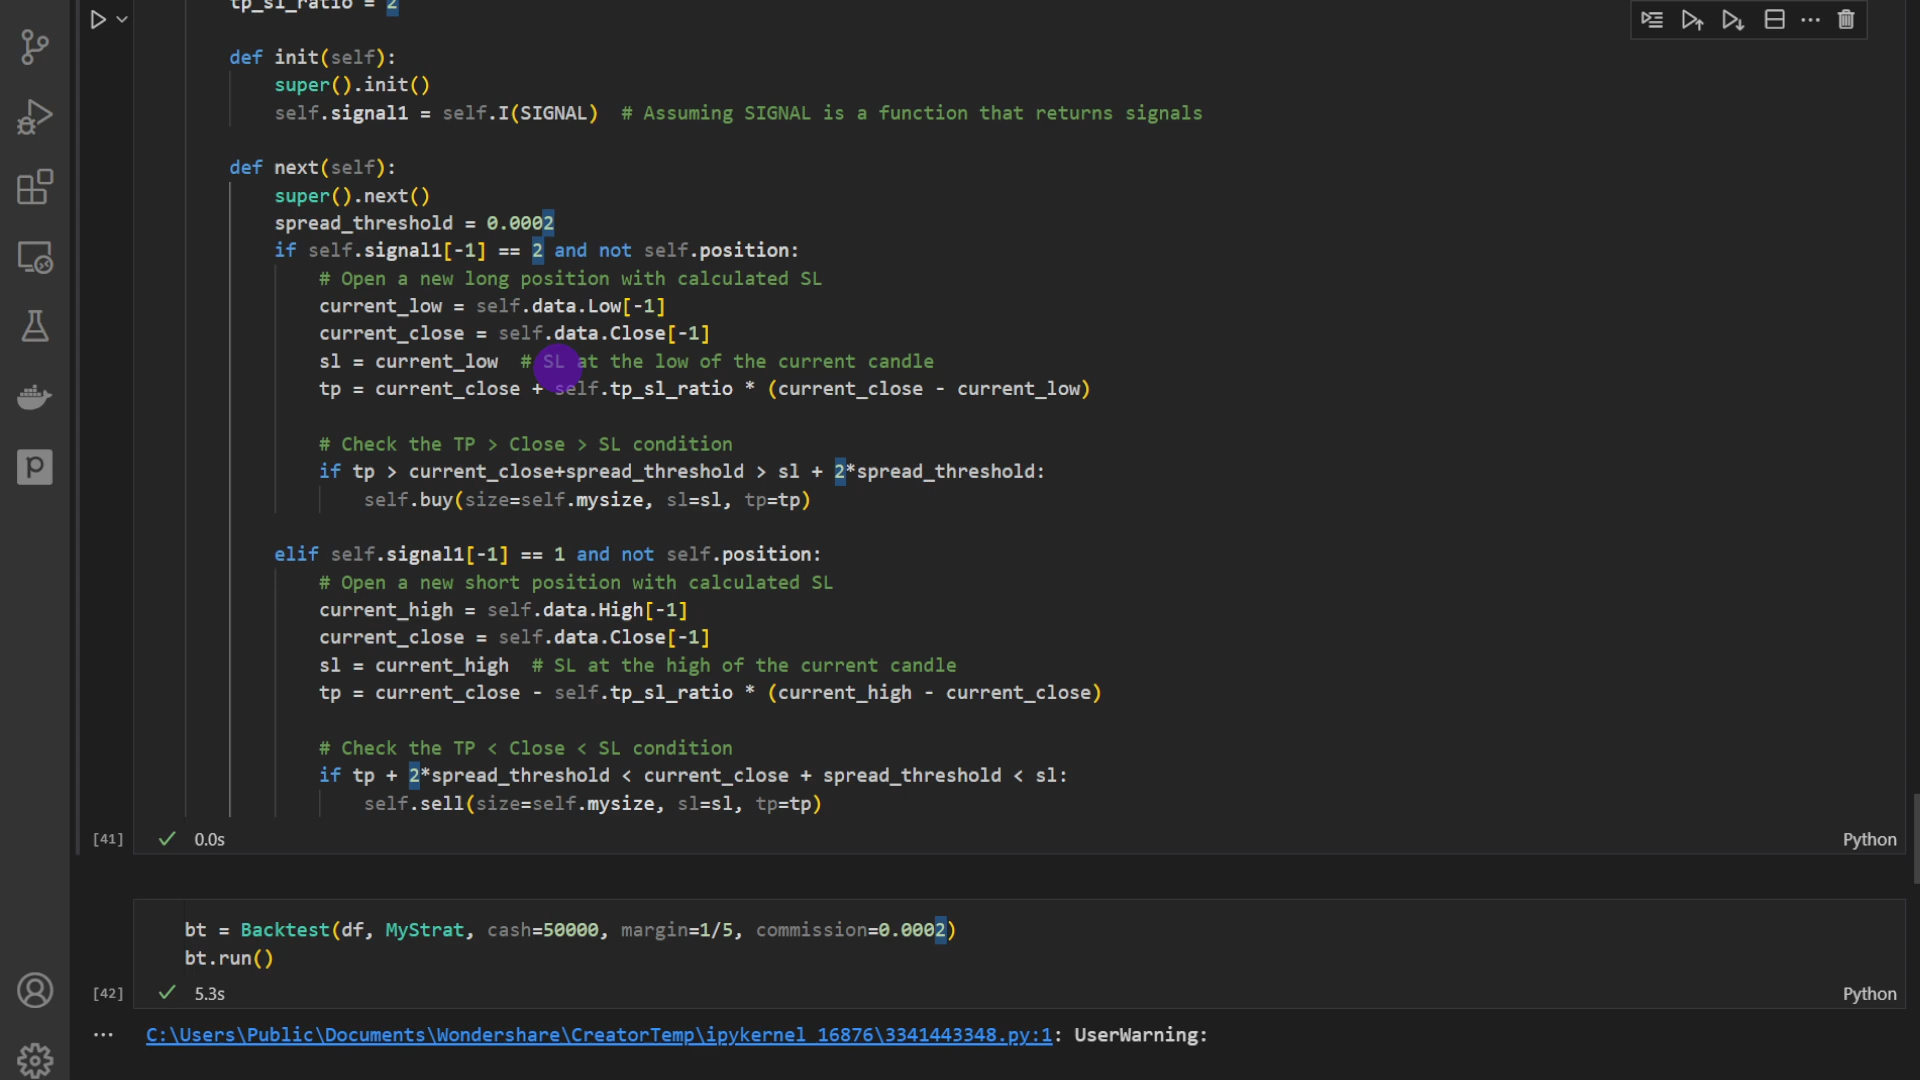 tp_sl_ratio = 2
def init(self):
super().init()
self.signal1 = self.I(SIGNAL)  # Assuming SIGNAL is a function that returns signals
def next(self):
super().next()
spread_threshold = 0.0002
if self.signal1[-1] == 2 and not self.position:
# Open a new long position with calculated SL
current_low = self.data.Low[-1]
current_close = self.data.Close[-1]
sl = current_low  # SL at the low of the current candle
tp = current_close + self.tp_sl_ratio * (current_close - current_low)
# Check the TP > Close > SL condition
if tp > current_close+spread_threshold > sl + 2*spread_threshold:
self.buy(size=self.mysize, sl=sl, tp=tp)
elif self.signal1[-1] == 1 and not self.position:
# Open a new short position with calculated SL
current_high = self.data.High[-1]
current_close = self.data.Close[-1]
sl = current_high  # SL at the high of the current candle
tp = current_close - self.tp_sl_ratio * (current_high - current_close)
# Check the TP < Close < SL condition
if tp + 2*spread_threshold < current_close + spread_threshold < sl:
self.sell(size=self.mysize, sl=sl, tp=tp)
[41] 0.0s Python
bt = Backtest(df, MyStrat, cash=50000, margin=1/5, commission=0.0002)
bt.run()
[42] 5.3s Python
... C:\Users\Public\Documents\Wondershare\CreatorTemp\ipykernel_16876\3341443348.py:1: UserWarning: